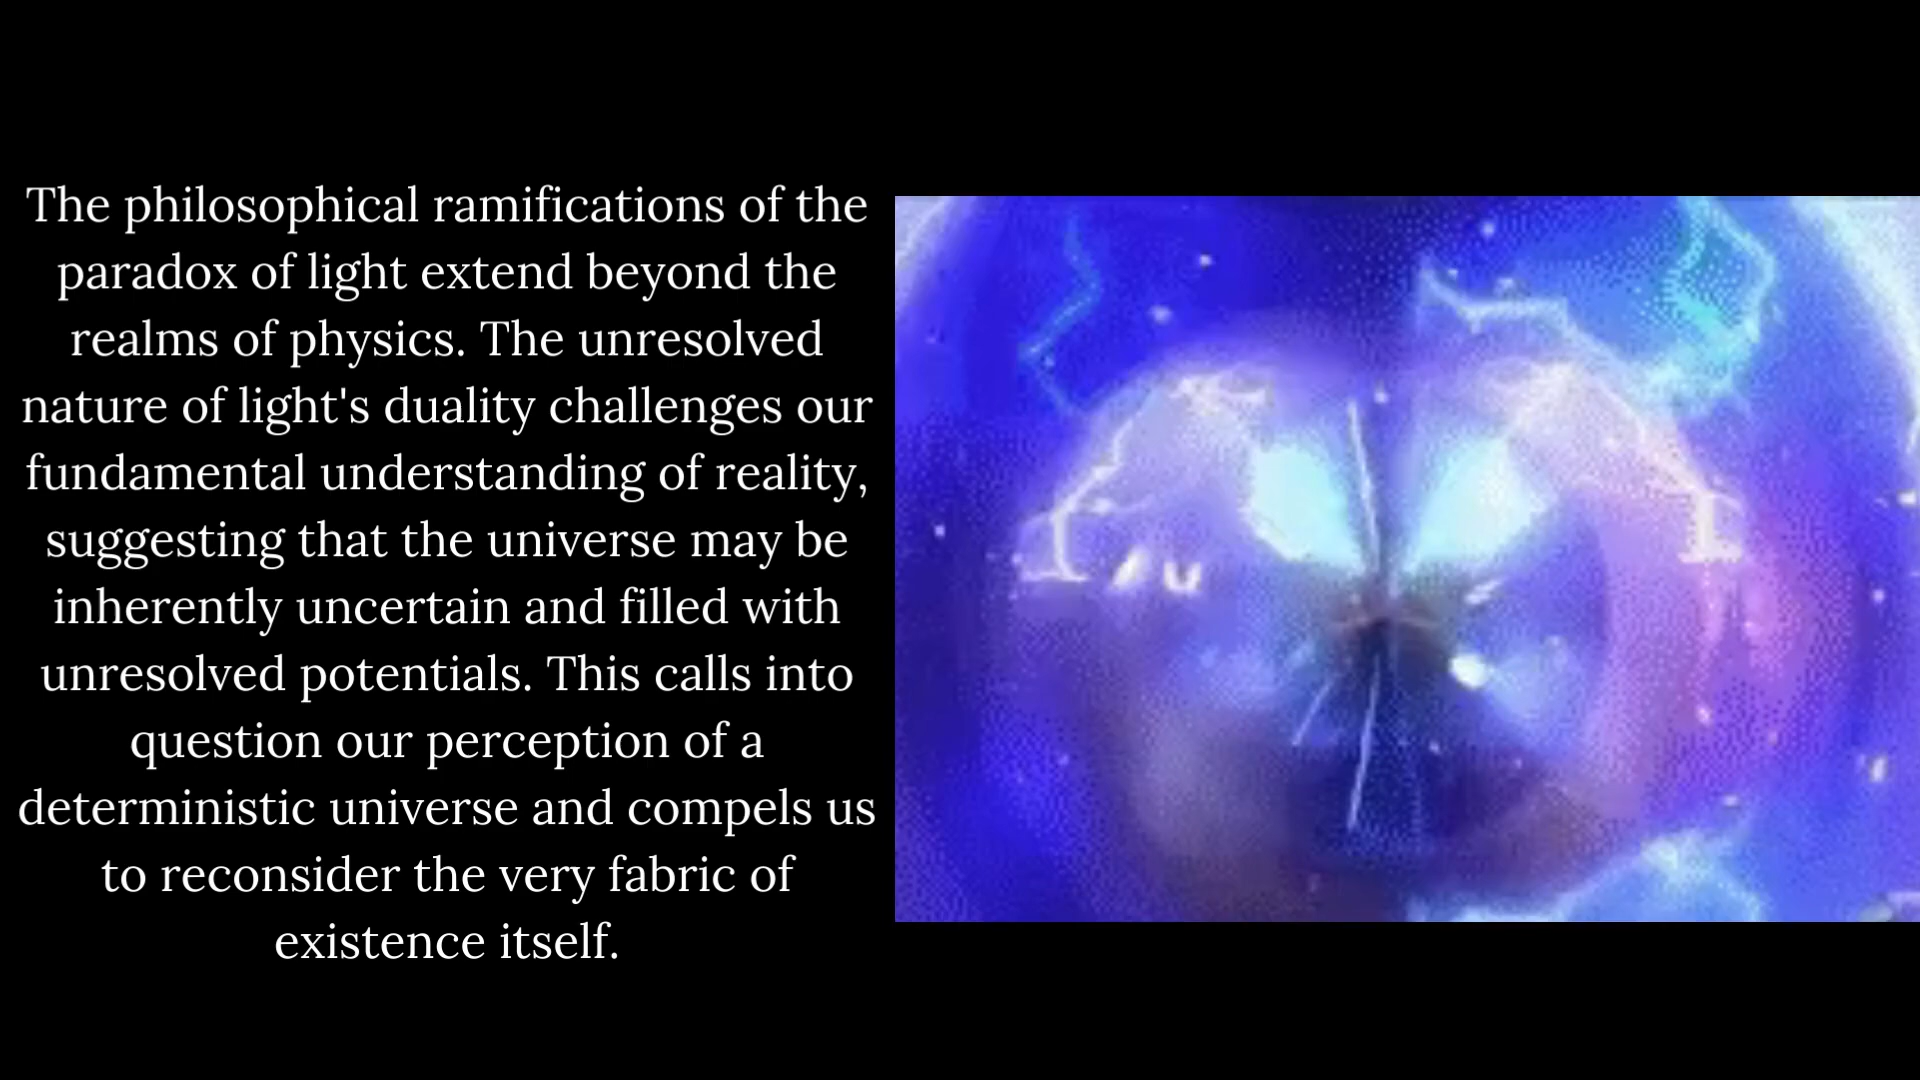 The philosophical ramifications of the
paradox of light extend beyond the
realms of physics. The unresolved
nature of light's duality challenges our
fundamental understanding of reality,
suggesting that the universe may be
inherently uncertain and filled with
unresolved potentials. This calls into
question our perception of a
deterministic universe and compels us
to reconsider the very fabric of
existence itself.